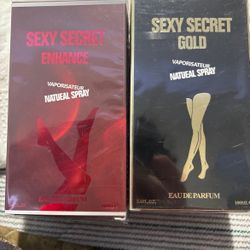 SEXY SECRET
ENHANCE
VAPORISATEUR
NATUEAL SPRAY
SEXY SECRET
GOLD
VAPORISATEUR
NATUEAL SPRAY
EAU DE PARFUM